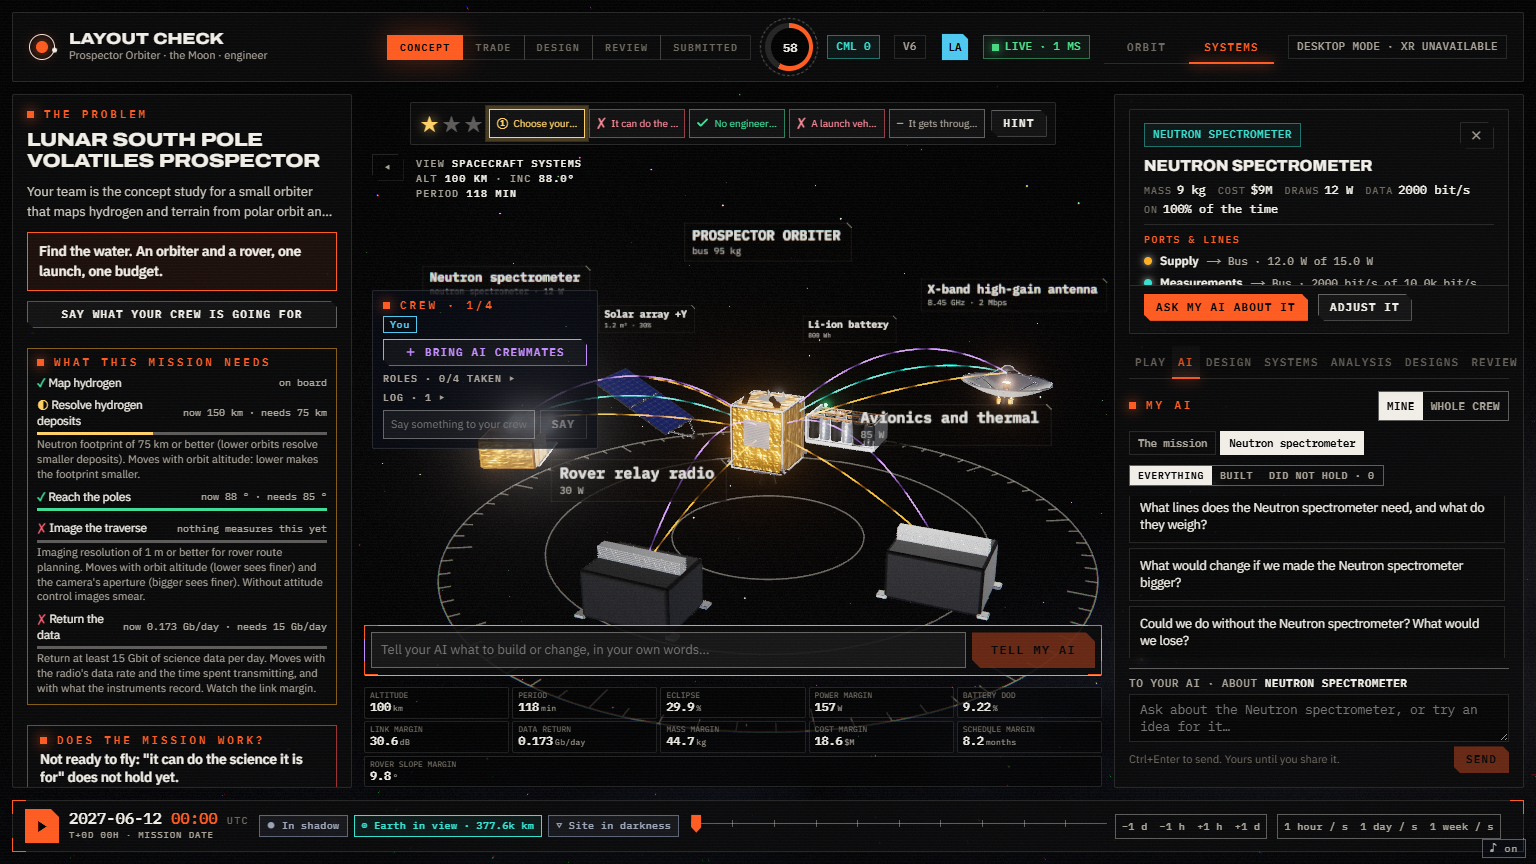 LAYOUT CHECK
Prospector Orbiter · the Moon · engineer
CONCEPT
TRADE
DESIGN
REVIEW
SUBMITTED
58
CML 0
V6
LA
LIVE · 1 MS
ORBIT
SYSTEMS
DESKTOP MODE · XR UNAVAILABLE
THE PROBLEM
LUNAR SOUTH POLE
VOLATILES PROSPECTOR
Your team is the concept study for a small orbiter
that maps hydrogen and terrain from polar orbit an...
Find the water. An orbiter and a rover, one
launch, one budget.
SAY WHAT YOUR CREW IS GOING FOR
WHAT THIS MISSION NEEDS
✓ Map hydrogen
on board
Resolve hydrogen
deposits
now 150 km · needs 75 km
Neutron footprint of 75 km or better (lower orbits resolve
smaller deposits). Moves with orbit altitude: lower makes
the footprint smaller.
✓ Reach the poles
now 88 ° · needs 85 °
✗ Image the traverse
nothing measures this yet
Imaging resolution of 1 m or better for rover route
planning. Moves with orbit altitude (lower sees finer) and
the camera's aperture (bigger sees finer). Without attitude
control images smear.
✗ Return the
data
now 0.173 Gb/day · needs 15 Gb/day
Return at least 15 Gbit of science data per day. Moves with
the radio's data rate and the time spent transmitting, and
with what the instruments record. Watch the link margin.
DOES THE MISSION WORK?
Not ready to fly: "it can do the science it is
for" does not hold yet.
① Choose your...
✗ It can do the ...
✓ No engineer...
✗ A launch veh...
– It gets throug...
HINT
VIEW SPACECRAFT SYSTEMS
ALT 100 KM · INC 88.0°
PERIOD 118 MIN
PROSPECTOR ORBITER
bus 95 kg
Neutron spectrometer
neutron spectrometer · 12 W
X-band high-gain antenna
8.45 GHz · 2 Mbps
Solar array +Y
1.2 m² · 30%
Li-ion battery
808 Wh
Avionics and thermal
85 W
Rover relay radio
30 W
CREW · 1/4
You
+ BRING AI CREWMATES
ROLES · 0/4 TAKEN ▸
LOG · 1 ▸
Say something to your crew
SAY
Tell your AI what to build or change, in your own words...
TELL MY AI
ALTITUDE
100 km
PERIOD
118 min
ECLIPSE
29.9 %
POWER MARGIN
157 W
BATTERY DOD
9.22 %
LINK MARGIN
30.6 dB
DATA RETURN
0.173 Gb/day
MASS MARGIN
44.7 kg
COST MARGIN
18.6 $M
SCHEDULE MARGIN
8.2 months
ROVER SLOPE MARGIN
9.8 °
NEUTRON SPECTROMETER
✕
NEUTRON SPECTROMETER
MASS 9 kg COST $9M DRAWS 12 W DATA 2000 bit/s
ON 100% of the time
PORTS & LINES
Supply → Bus · 12.0 W of 15.0 W
Measurements → Bus · 2000 bit/s of 10.0k bit/s
ASK MY AI ABOUT IT
ADJUST IT
PLAY
AI
DESIGN
SYSTEMS
ANALYSIS
DESIGNS
REVIEW
MY AI
MINE
WHOLE CREW
The mission
Neutron spectrometer
EVERYTHING
BUILT
DID NOT HOLD · 0
What lines does the Neutron spectrometer need, and what do
they weigh?
What would change if we made the Neutron spectrometer
bigger?
Could we do without the Neutron spectrometer? What would
we lose?
TO YOUR AI · ABOUT NEUTRON SPECTROMETER
Ask about the Neutron spectrometer, or try an
idea for it…
Ctrl+Enter to send. Yours until you share it.
SEND
2027-06-12 00:00 UTC
T+0D 00H · MISSION DATE
In shadow
Earth in view · 377.6k km
Site in darkness
−1 d −1 h +1 h +1 d
1 hour / s 1 day / s 1 week / s
♪ on